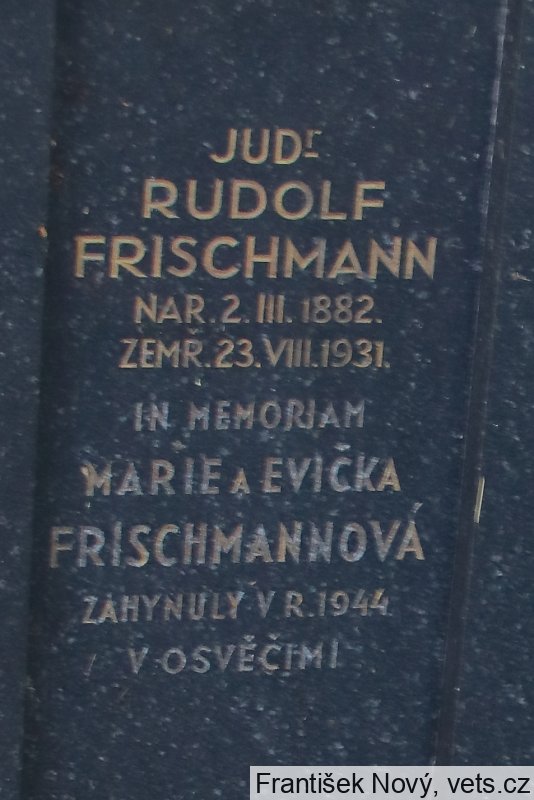 JUDr
RUDOLF
FRISCHMANN
NAR. 2. III. 1882.
ZEMŘ. 23. VIII. 1931.
IN MEMORIAM
MARIE A EVIČKA
FRISCHMANNOVÁ
ZAHYNULY V R. 1944
V OSVĚČIMI
František Nový, vets.cz